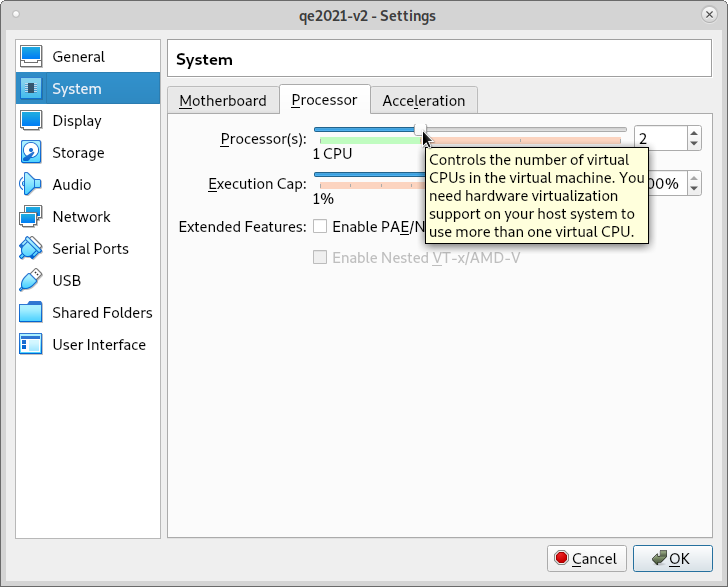 qe2021-v2 - Settings
General
System
Display
Storage
Audio
Network
Serial Ports
USB
Shared Folders
User Interface
System
Motherboard
Processor
Acceleration
Processor(s):
2
1 CPU
Controls the number of virtual
CPUs in the virtual machine. You
need hardware virtualization
support on your host system to
use more than one virtual CPU.
Execution Cap:
00%
1%
Extended Features:
Enable PAE/N
Enable Nested VT-x/AMD-V
Cancel
OK